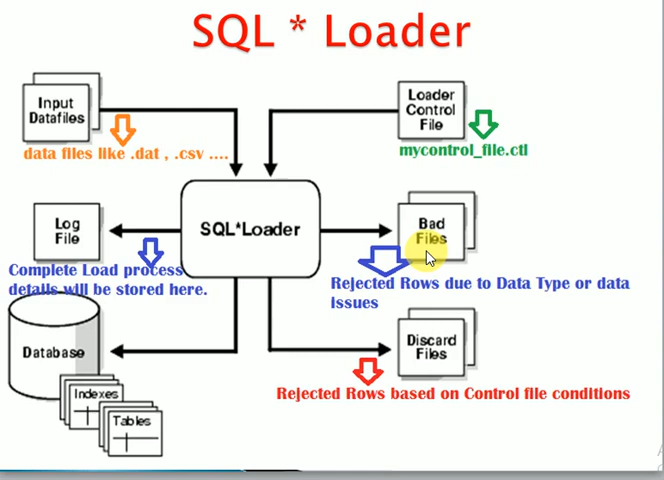 SQL * Loader
Input
Datafiles
Loader
Control
File
data files like .dat , .csv ....
mycontrol_file.ctl
Log
File
SQL*Loader
Bad
Files
Complete Load process
details will be stored here.
Rejected Rows due to Data Type or data
issues
Database
Discard
Files
Indexes
Tables
Rejected Rows based on Control file conditions